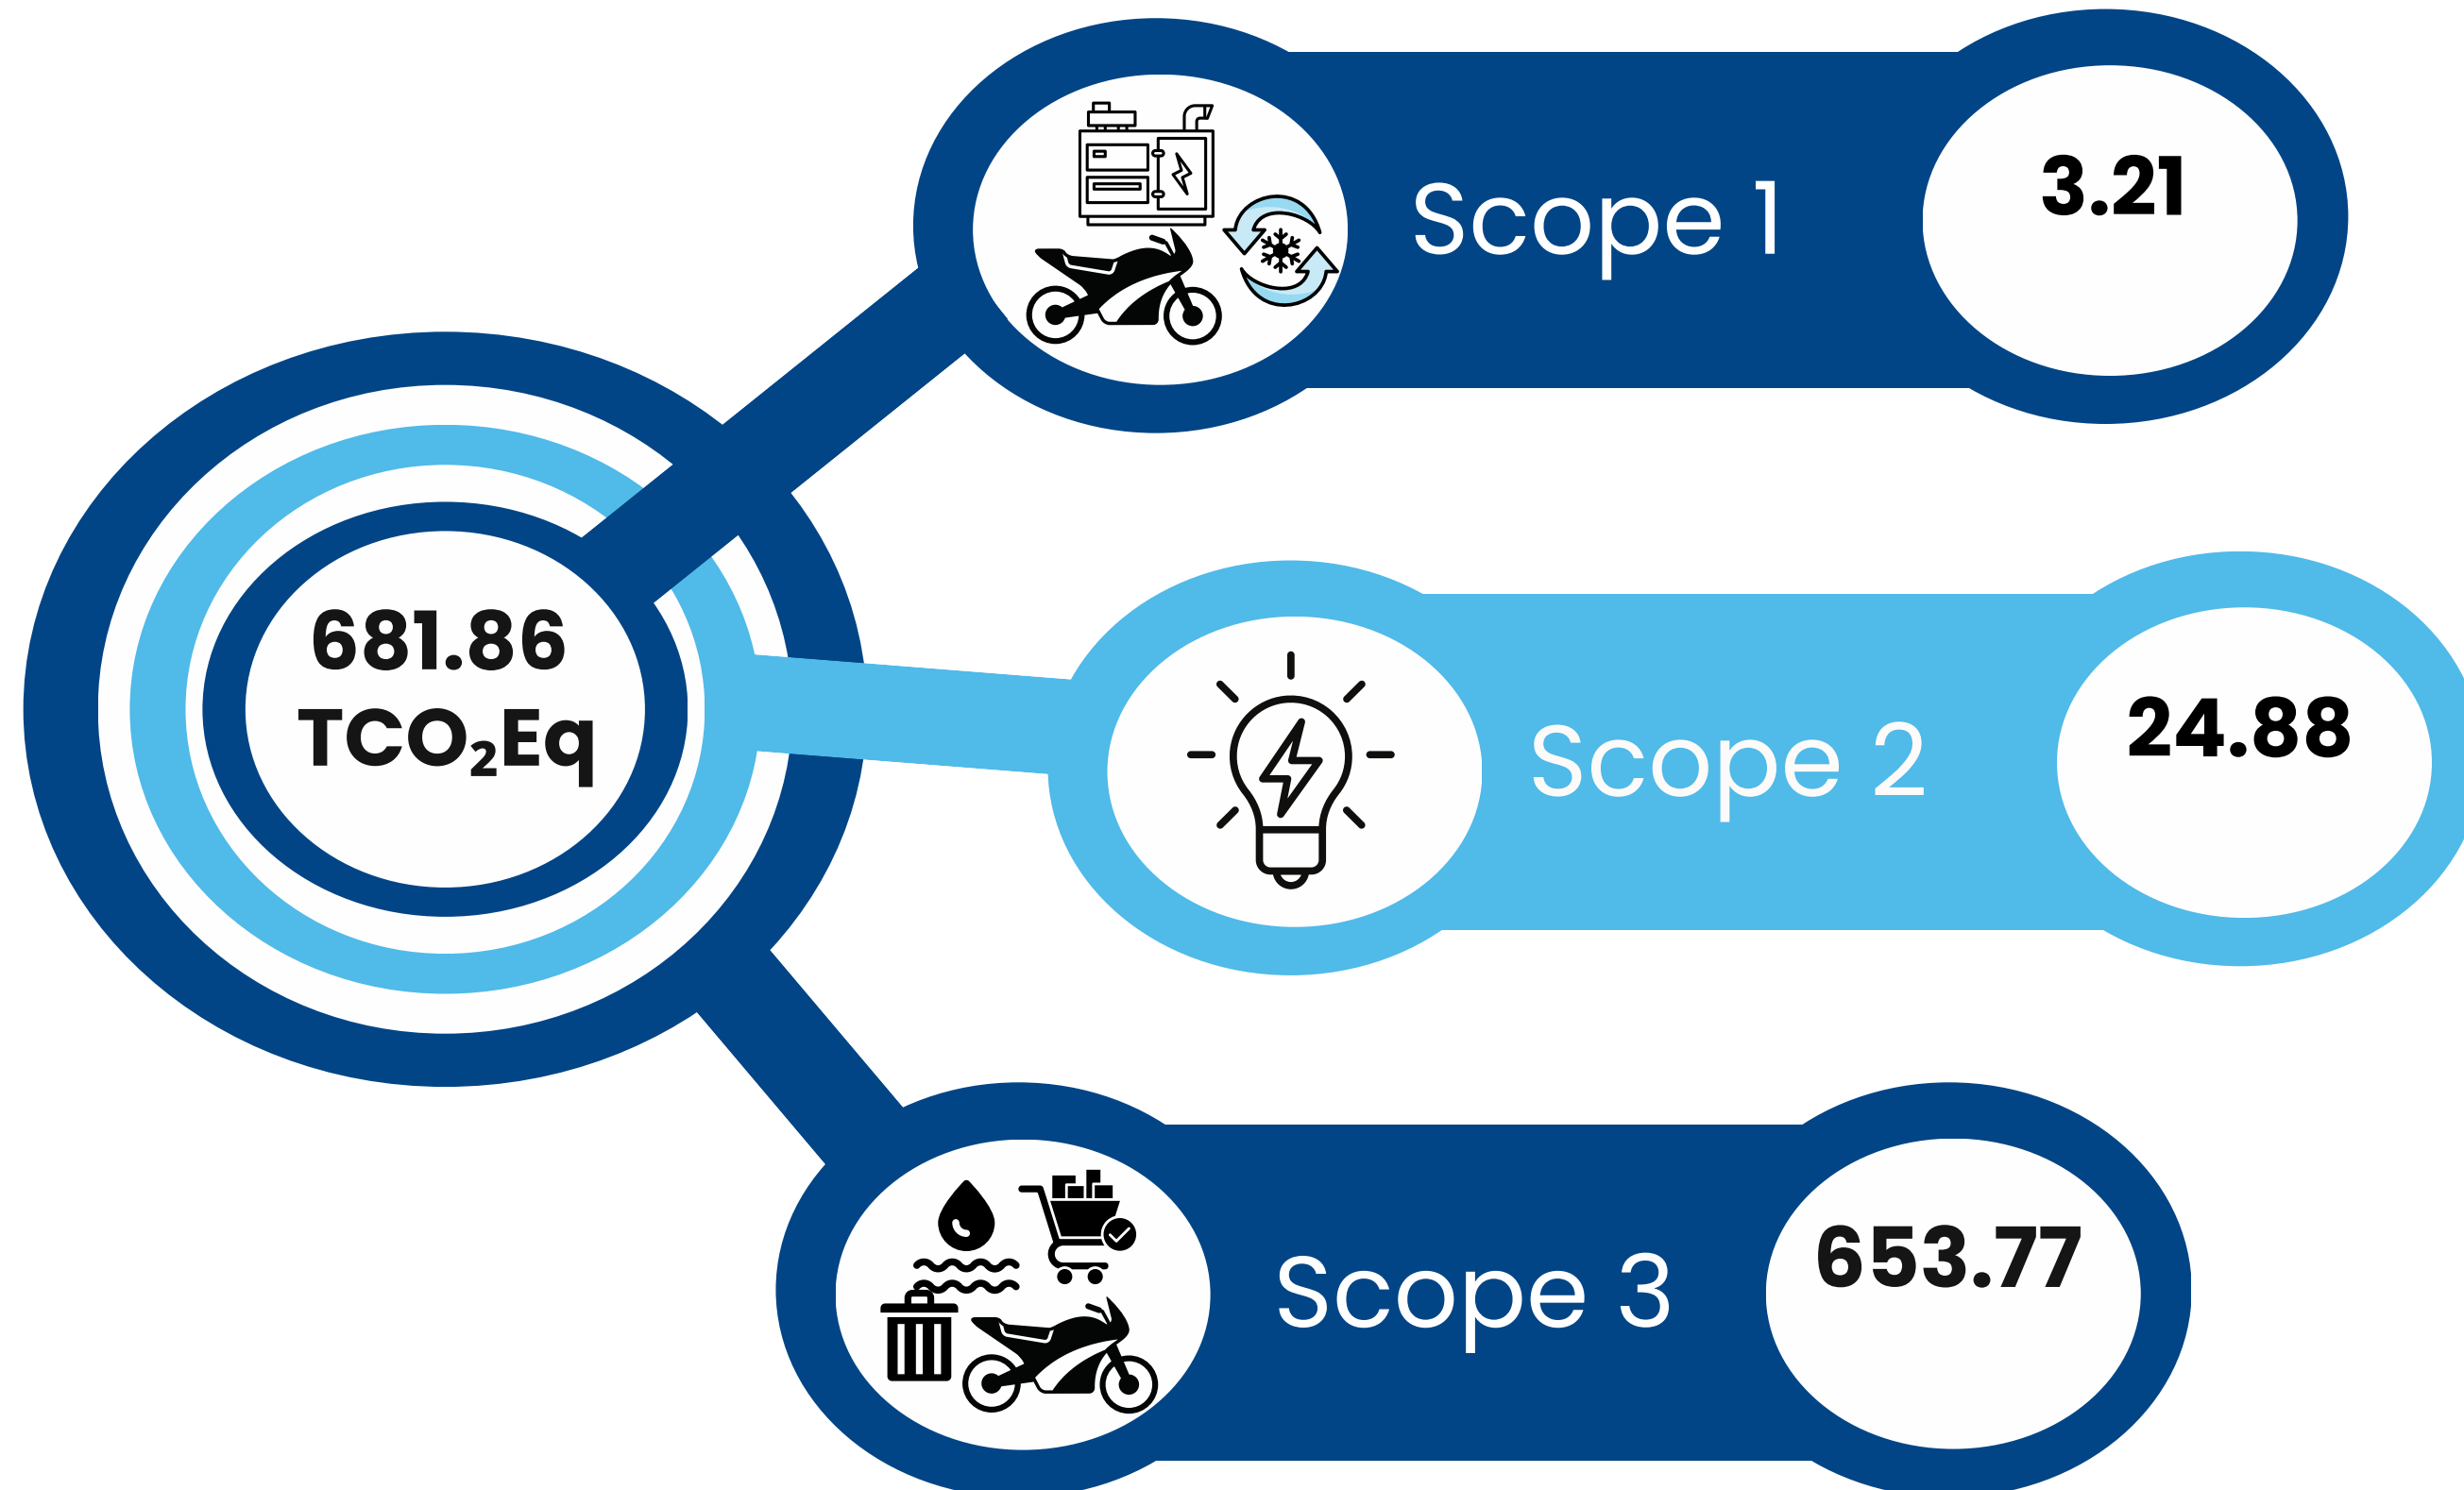 Scope 1
3.21
681.86
TCO₂Eq
Scope 2
24.88
Scope 3
653.77